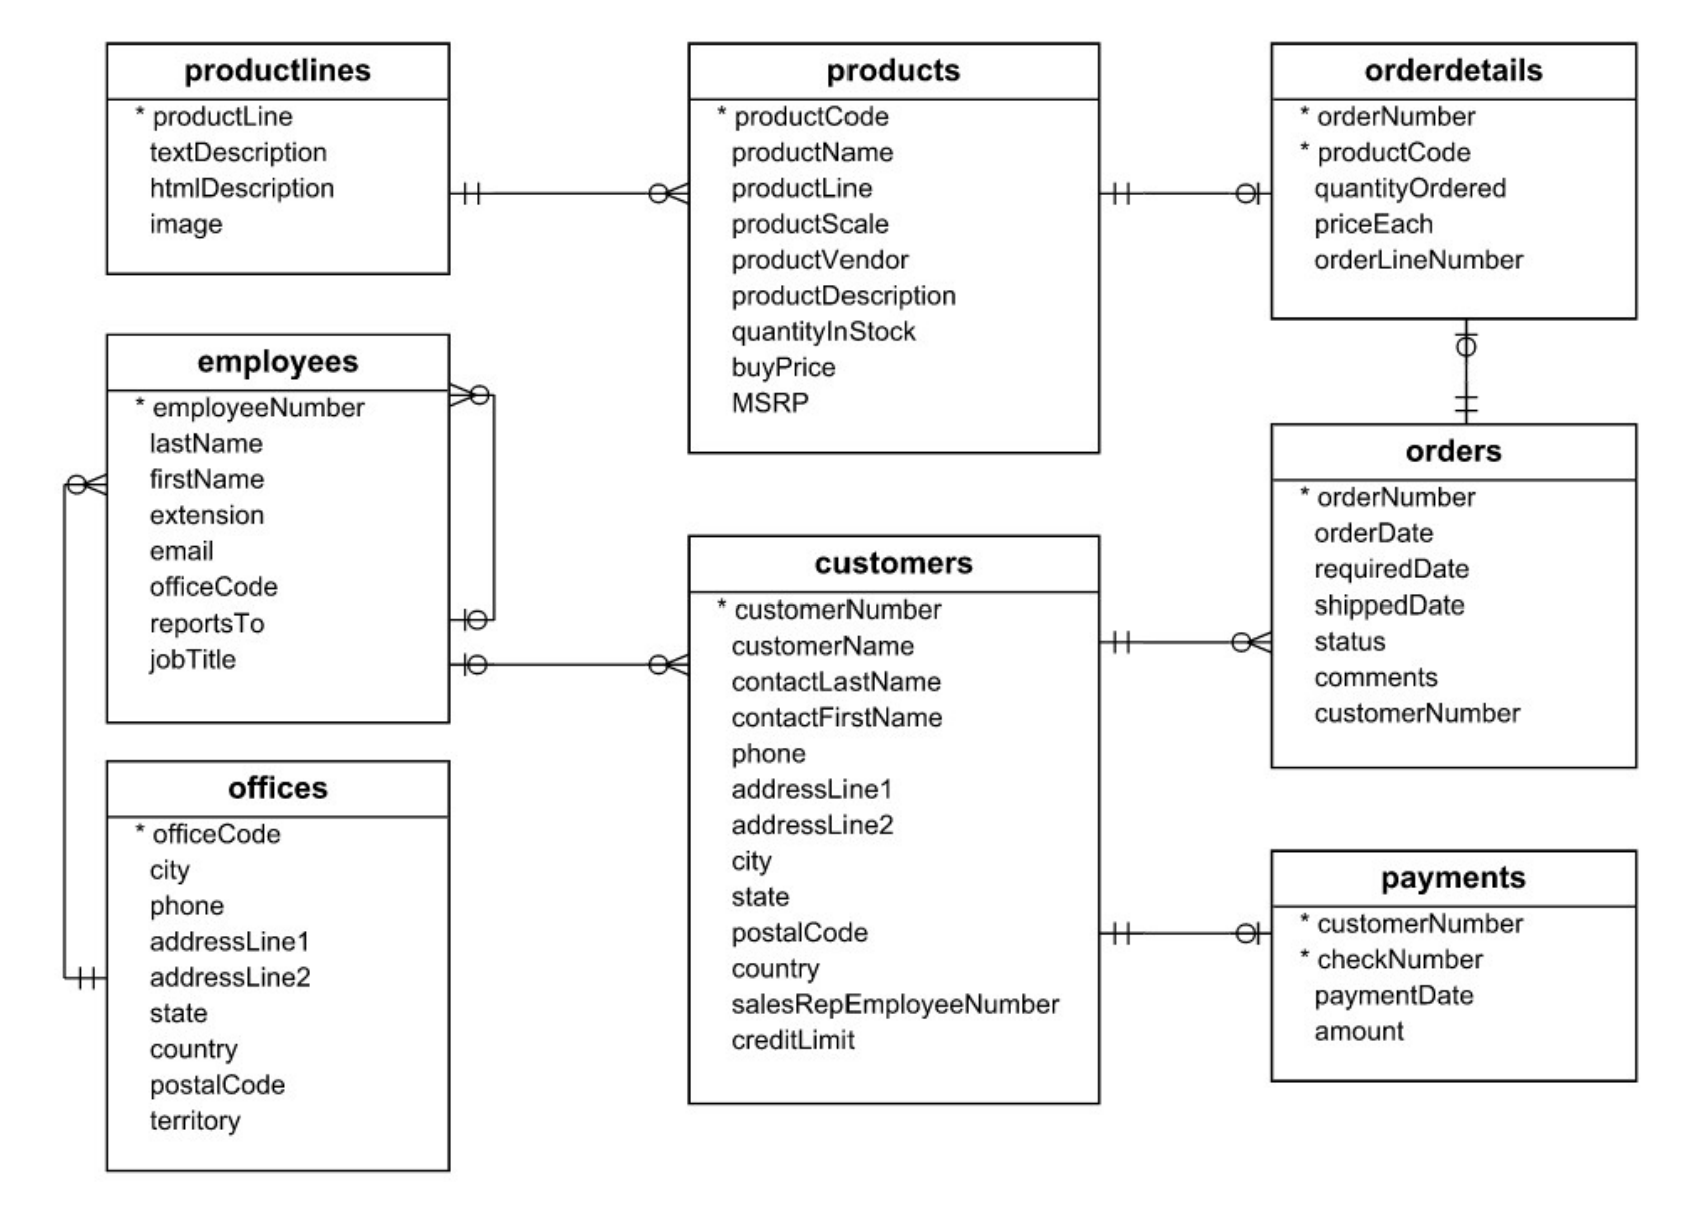 productlines
* productLine
textDescription
htmlDescription
image
products
* productCode
productName
productLine
productScale
productVendor
productDescription
quantityInStock
buyPrice
MSRP
orderdetails
* orderNumber
* productCode
quantityOrdered
priceEach
orderLineNumber
employees
* employeeNumber
lastName
firstName
extension
email
officeCode
reportsTo
jobTitle
customers
* customerNumber
customerName
contactLastName
contactFirstName
phone
addressLine1
addressLine2
city
state
postalCode
country
salesRepEmployeeNumber
creditLimit
orders
* orderNumber
orderDate
requiredDate
shippedDate
status
comments
customerNumber
offices
* officeCode
city
phone
addressLine1
addressLine2
state
country
postalCode
territory
payments
* customerNumber
* checkNumber
paymentDate
amount